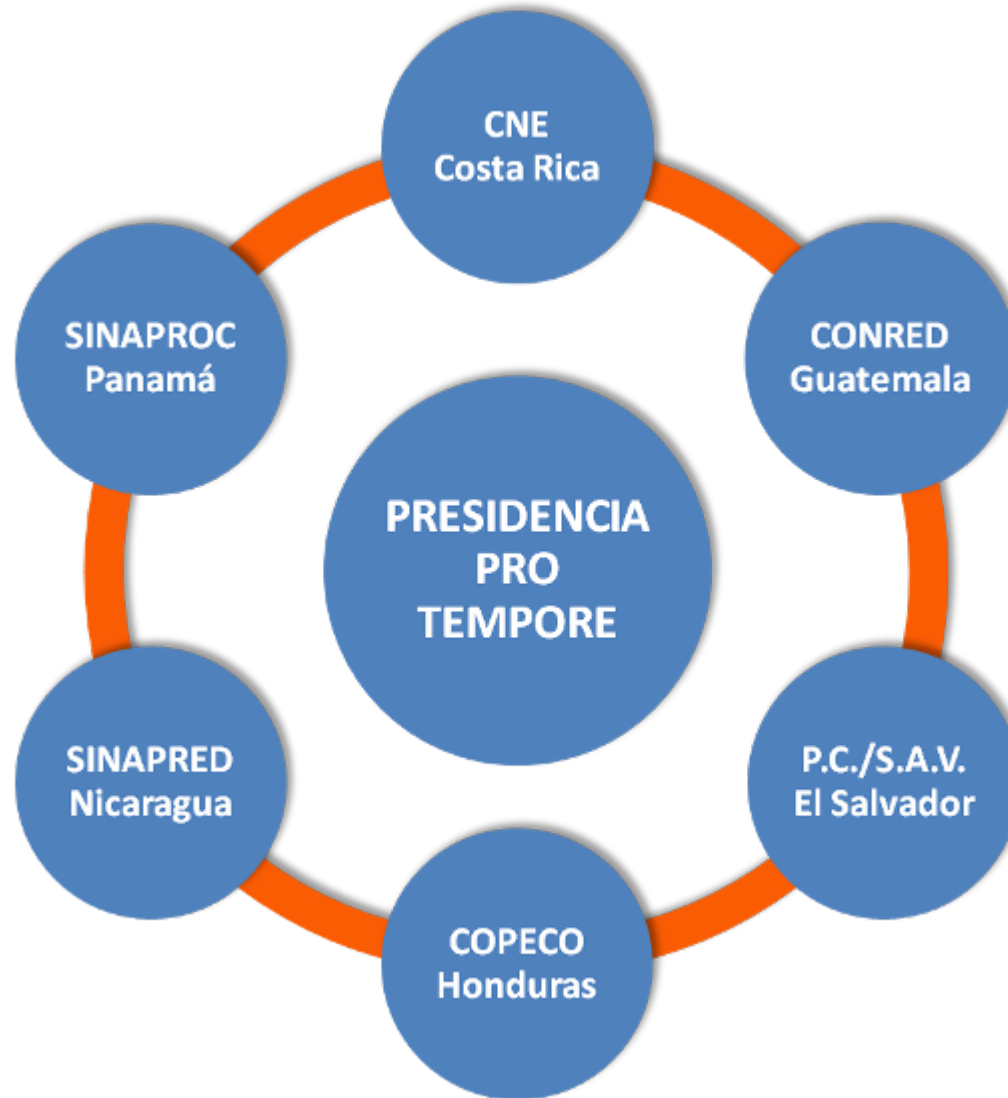 CNE
Costa Rica
SINAPROC
Panamá
CONRED
Guatemala
PRESIDENCIA
PRO
TEMPORE
SINAPRED
Nicaragua
P.C./S.A.V.
El Salvador
COPECO
Honduras